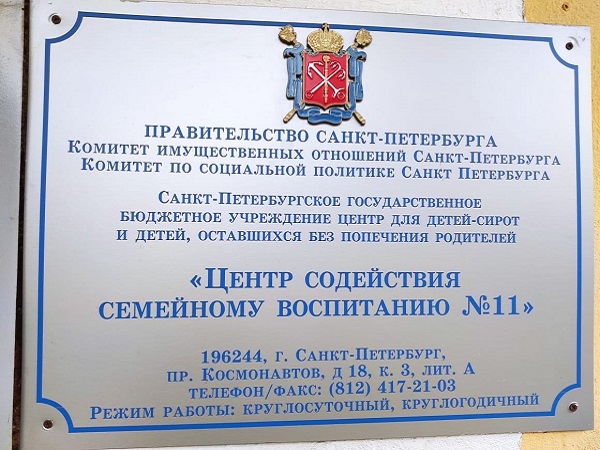 ПРАВИТЕЛЬСТВО САНКТ-ПЕТЕРБУРГА
КОМИТЕТ ИМУЩЕСТВЕННЫХ ОТНОШЕНИЙ САНКТ-ПЕТЕРБУРГА
КОМИТЕТ ПО СОЦИАЛЬНОЙ ПОЛИТИКЕ САНКТ ПЕТЕРБУРГА
САНКТ-ПЕТЕРБУРГСКОЕ ГОСУДАРСТВЕННОЕ
БЮДЖЕТНОЕ УЧРЕЖДЕНИЕ ЦЕНТР ДЛЯ ДЕТЕЙ-СИРОТ
И ДЕТЕЙ, ОСТАВШИХСЯ БЕЗ ПОПЕЧЕНИЯ РОДИТЕЛЕЙ
«ЦЕНТР СОДЕЙСТВИЯ
СЕМЕЙНОМУ ВОСПИТАНИЮ №11»
196244, г. САНКТ-ПЕТЕРБУРГ,
ПР. КОСМОНАВТОВ, Д 18, К. 3, ЛИТ. А
ТЕЛЕФОН/ФАКС: (812) 417-21-03
РЕЖИМ РАБОТЫ: КРУГЛОСУТОЧНЫЙ, КРУГЛОГОДИЧНЫЙ